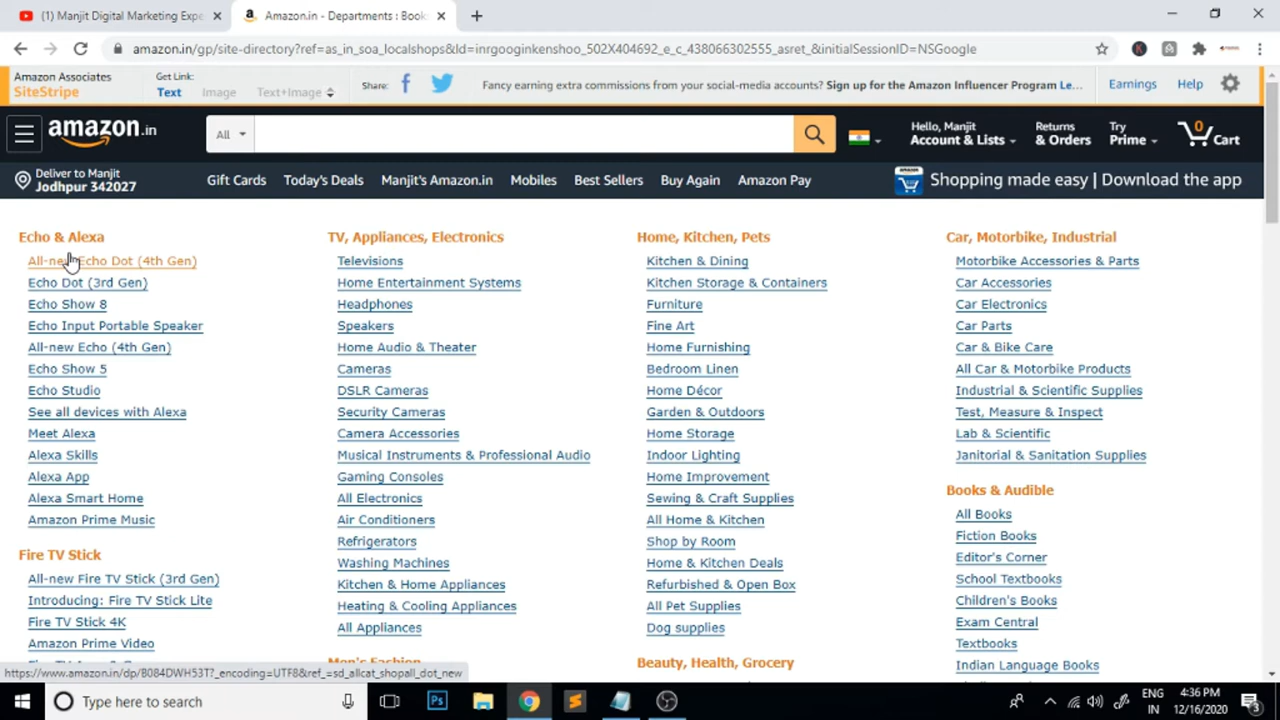 (1) Manjit Digital Marketing Expe
Amazon.in - Departments : Book
amazon.in/gp/site-directory?ref=as_in_soa_localshops&ld=inrgooginkenshoo_502X404692_e_c_438066302555_asret_&initialSessionID=NSGoogle
Amazon Associates
SiteStripe
Get Link:
Text Image Text+Image
Share:
Fancy earning extra commissions from your social-media accounts? Sign up for the Amazon Influencer Program Le...
Earnings
Help
amazon.in
All
Hello, Manjit
Account & Lists
Returns
& Orders
Try
Prime
0
Cart
Deliver to Manjit
Jodhpur 342027
Gift Cards Today's Deals Manjit's Amazon.in Mobiles Best Sellers Buy Again Amazon Pay
Shopping made easy | Download the app
Echo & Alexa
All-new Echo Dot (4th Gen)
Echo Dot (3rd Gen)
Echo Show 8
Echo Input Portable Speaker
All-new Echo (4th Gen)
Echo Show 5
Echo Studio
See all devices with Alexa
Meet Alexa
Alexa Skills
Alexa App
Alexa Smart Home
Amazon Prime Music
Fire TV Stick
All-new Fire TV Stick (3rd Gen)
Introducing: Fire TV Stick Lite
Fire TV Stick 4K
Amazon Prime Video
TV, Appliances, Electronics
Televisions
Home Entertainment Systems
Headphones
Speakers
Home Audio & Theater
Cameras
DSLR Cameras
Security Cameras
Camera Accessories
Musical Instruments & Professional Audio
Gaming Consoles
All Electronics
Air Conditioners
Refrigerators
Washing Machines
Kitchen & Home Appliances
Heating & Cooling Appliances
All Appliances
Men's Fashion
Home, Kitchen, Pets
Kitchen & Dining
Kitchen Storage & Containers
Furniture
Fine Art
Home Furnishing
Bedroom Linen
Home Décor
Garden & Outdoors
Home Storage
Indoor Lighting
Home Improvement
Sewing & Craft Supplies
All Home & Kitchen
Shop by Room
Home & Kitchen Deals
Refurbished & Open Box
All Pet Supplies
Dog supplies
Beauty, Health, Grocery
Car, Motorbike, Industrial
Motorbike Accessories & Parts
Car Accessories
Car Electronics
Car Parts
Car & Bike Care
All Car & Motorbike Products
Industrial & Scientific Supplies
Test, Measure & Inspect
Lab & Scientific
Janitorial & Sanitation Supplies
Books & Audible
All Books
Fiction Books
Editor's Corner
School Textbooks
Children's Books
Exam Central
Textbooks
Indian Language Books
https://www.amazon.in/dp/B084DWH53T?_encoding=UTF8&ref_=sd_allcat_shopall_dot_new
Type here to search
Ps
ENG
IN
4:36 PM
12/16/2020
3